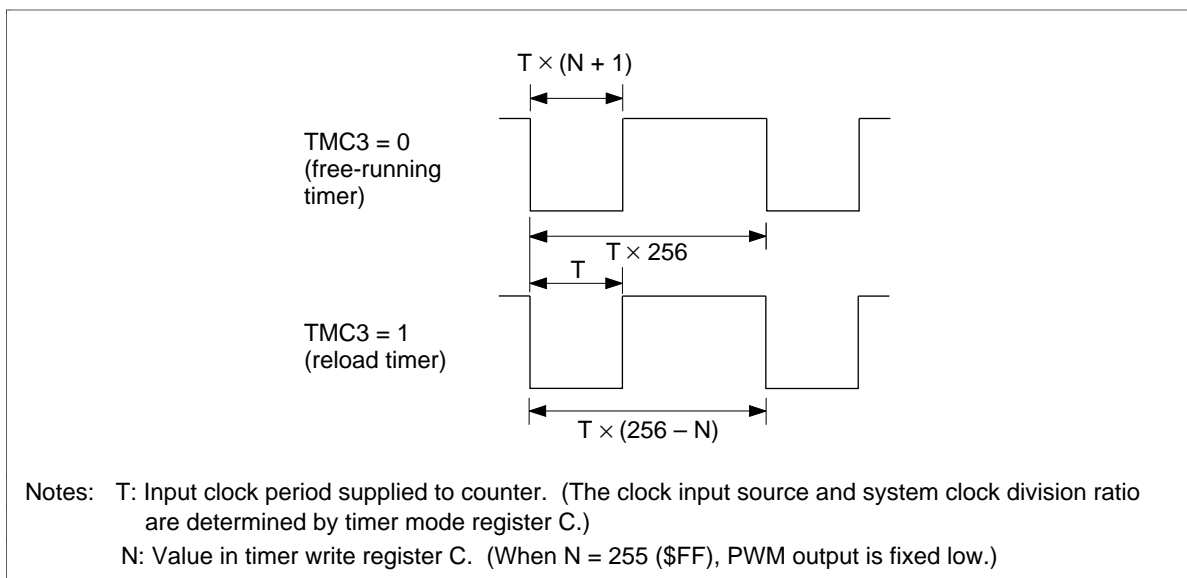 T × (N + 1)
TMC3 = 0
(free-running
timer)
T × 256
T
TMC3 = 1
(reload timer)
T × (256 – N)
Notes: T: Input clock period supplied to counter. (The clock input source and system clock division ratio
are determined by timer mode register C.)
N: Value in timer write register C. (When N = 255 ($FF), PWM output is fixed low.)